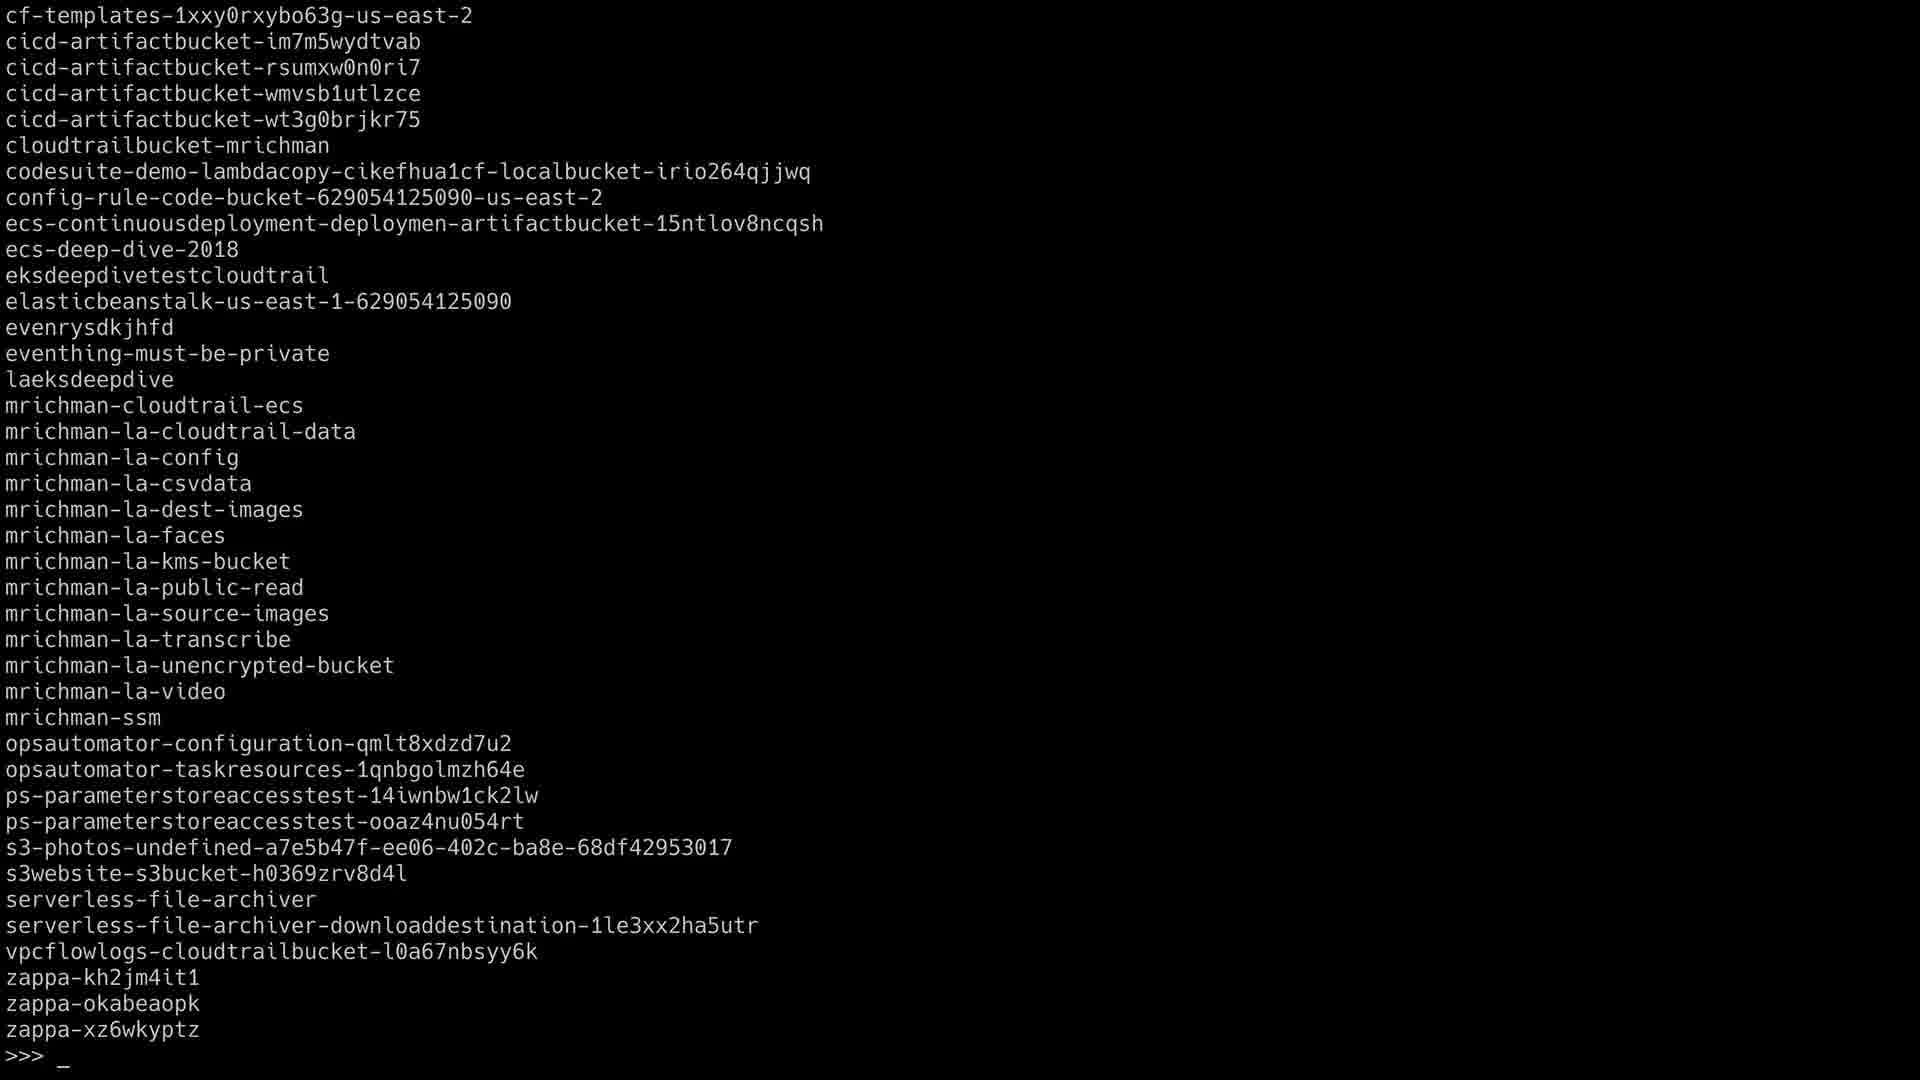 cf-templates-1xxy0rxybo63g-us-east-2
cicd-artifactbucket-im7m5wydtvab
cicd-artifactbucket-rsumxw0n0ri7
cicd-artifactbucket-wmvsb1utlzce
cicd-artifactbucket-wt3g0brjkr75
cloudtrailbucket-mrichman
codesuite-demo-lambdacopy-cikefhua1cf-localbucket-irio264qjjwq
config-rule-code-bucket-629054125090-us-east-2
ecs-continuousdeployment-deploymen-artifactbucket-15ntlov8ncqsh
ecs-deep-dive-2018
eksdeepdivetestcloudtrail
elasticbeanstalk-us-east-1-629054125090
evenrysdkjhfd
eventhing-must-be-private
laeksdeepdive
mrichman-cloudtrail-ecs
mrichman-la-cloudtrail-data
mrichman-la-config
mrichman-la-csvdata
mrichman-la-dest-images
mrichman-la-faces
mrichman-la-kms-bucket
mrichman-la-public-read
mrichman-la-source-images
mrichman-la-transcribe
mrichman-la-unencrypted-bucket
mrichman-la-video
mrichman-ssm
opsautomator-configuration-qmlt8xdzd7u2
opsautomator-taskresources-1qnbgolmzh64e
ps-parameterstoreaccesstest-14iwnbw1ck2lw
ps-parameterstoreaccesstest-ooaz4nu054rt
s3-photos-undefined-a7e5b47f-ee06-402c-ba8e-68df42953017
s3website-s3bucket-h0369zrv8d4l
serverless-file-archiver
serverless-file-archiver-downloaddestination-1le3xx2ha5utr
vpcflowlogs-cloudtrailbucket-l0a67nbsyy6k
zappa-kh2jm4it1
zappa-okabeaopk
zappa-xz6wkyptz
>>> _